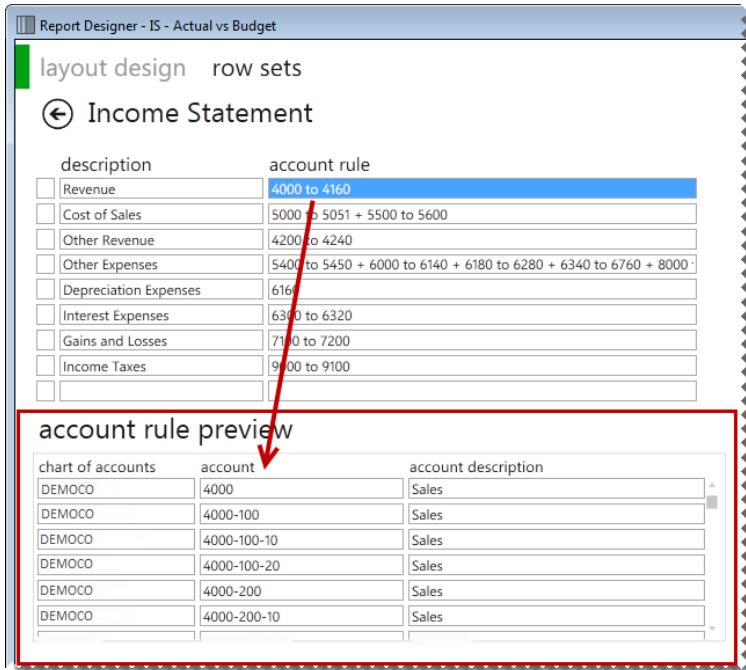 Report Designer - IS - Actual vs Budget
layout design row sets
Income Statement
description account rule
Revenue 4000 to 4160
Cost of Sales 5000 to 5051 + 5500 to 5600
Other Revenue 4200 to 4240
Other Expenses 5400 to 5450 + 6000 to 6140 + 6180 to 6280 + 6340 to 6760 + 8000
Depreciation Expenses 6160
Interest Expenses 6300 to 6320
Gains and Losses 7100 to 7200
Income Taxes 9000 to 9100
account rule preview
chart of accounts account account description
DEMOCO 4000 Sales
DEMOCO 4000-100 Sales
DEMOCO 4000-100-10 Sales
DEMOCO 4000-100-20 Sales
DEMOCO 4000-200 Sales
DEMOCO 4000-200-10 Sales